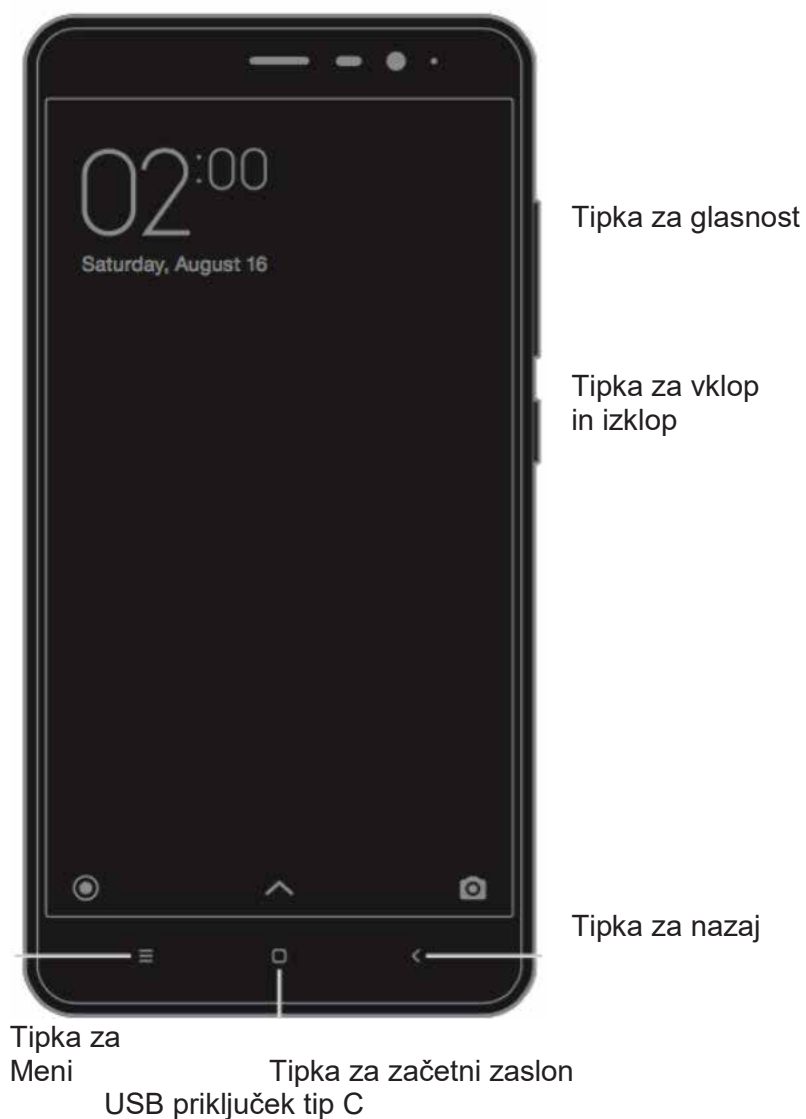 02:00
Saturday, August 16
Tipka za glasnost
Tipka za vklop
in izklop
Tipka za nazaj
Tipka za
Meni
Tipka za začetni zaslon
USB priključek tip C